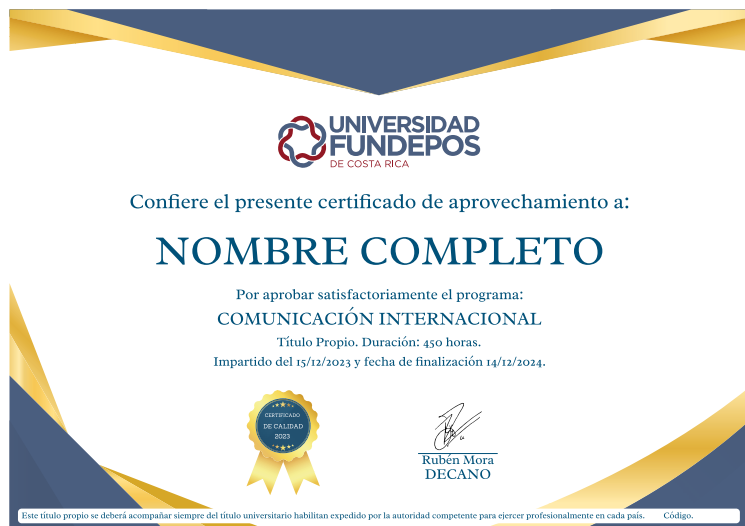 UNIVERSIDAD
FUNDEPOS
DE COSTA RICA
Confiere el presente certificado de aprovechamiento a:
NOMBRE COMPLETO
Por aprobar satisfactoriamente el programa:
COMUNICACIÓN INTERNACIONAL
Título Propio. Duración: 450 horas.
Impartido del 15/12/2023 y fecha de finalización 14/12/2024.
CERTIFICADO
DE CALIDAD
2023
Rubén Mora
DECANO
Este título propio se deberá acompañar siempre del título universitario habilitan expedido por la autoridad competente para ejercer profesionalmente en cada país. Código.